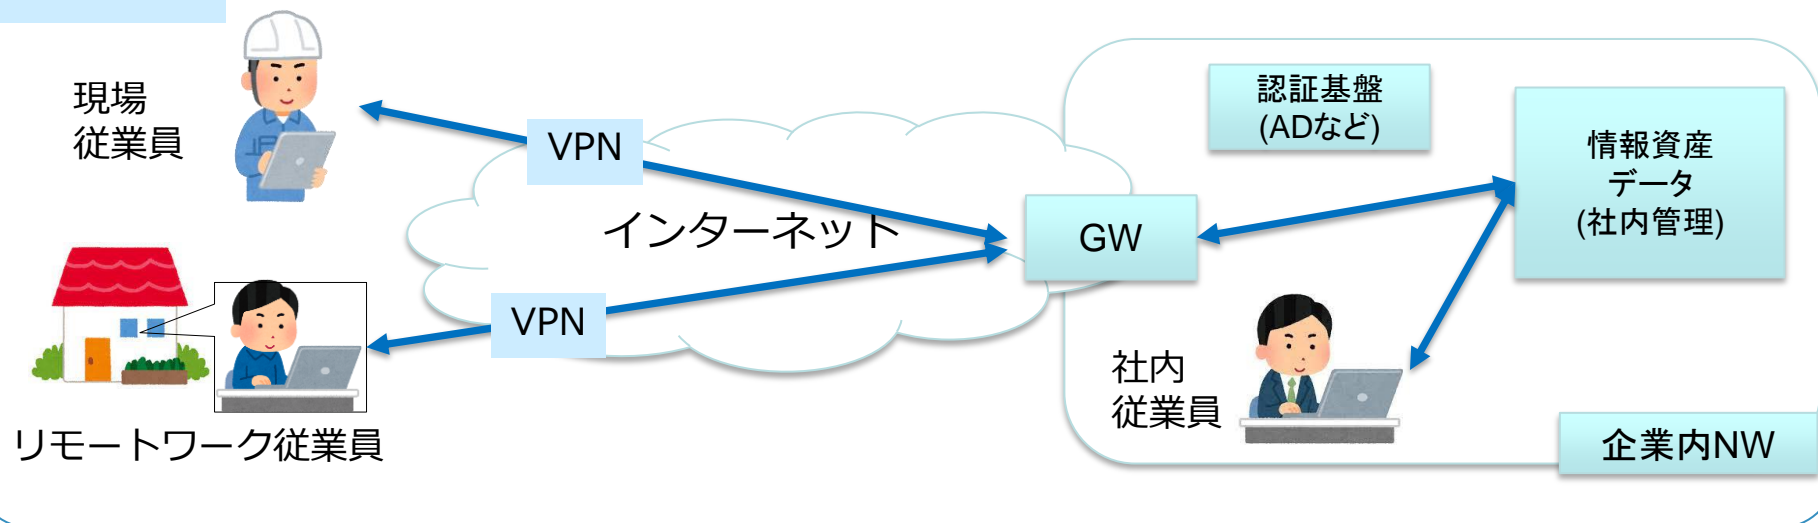 現場
従業員
VPN
インターネット
VPN
リモートワーク従業員
GW
認証基盤
(ADなど)
情報資産
データ
(社内管理)
社内
従業員
企業内NW